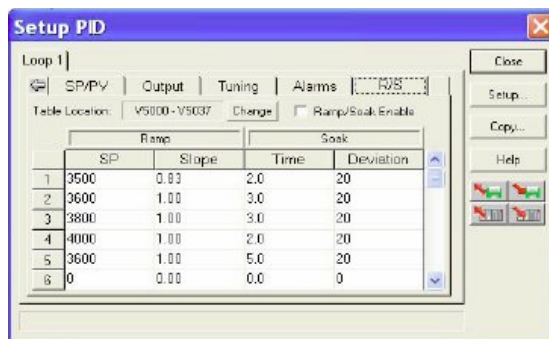 Setup PID
Loop 1
SP/PV Output Tuning Alarms R/S
Table Location: V5000 - V5037 Change Ramp/Soak Enable
Ramp Soak
SP Slope Time Deviation
1 3500 0.83 2.0 20
2 3600 1.00 3.0 20
3 3800 1.00 3.0 20
4 4000 1.00 2.0 20
5 3600 1.00 5.0 20
6 0 0.00 0.0 0
Close
Setup...
Copy...
Help